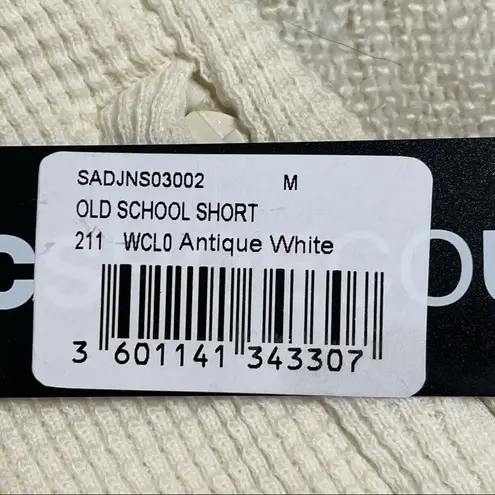 SADJNS03002 M
OLD SCHOOL SHORT
211 WCL0 Antique White
3 601141 343307